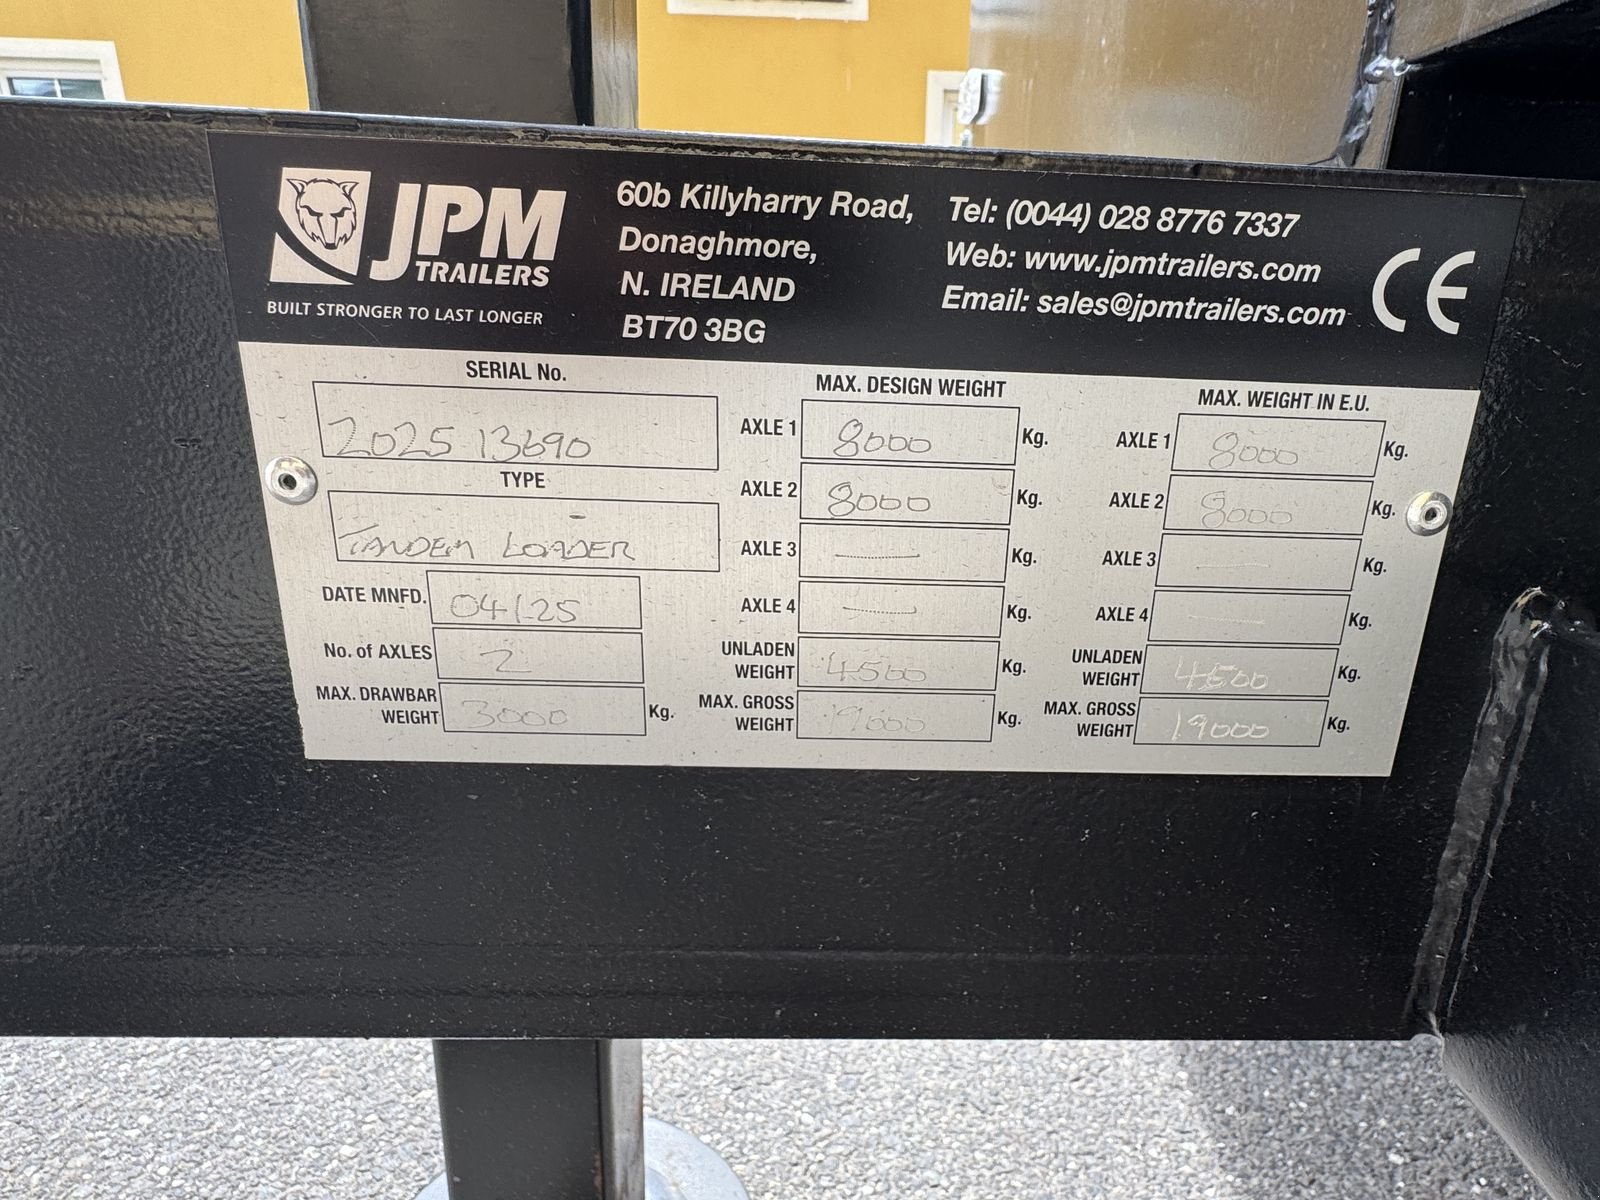 JPM
TRAILERS
BUILT STRONGER TO LAST LONGER
60b Killyharry Road,
Donaghmore,
N. IRELAND
BT70 3BG
Tel: (0044) 028 8776 7337
Web: www.jpmtrailers.com
Email: sales@jpmtrailers.com
CE
SERIAL No.
2025 13690
TYPE
TANDEM LOADER
DATE MNFD. 04/25
No. of AXLES 2
MAX. DRAWBAR
WEIGHT 3000 Kg.
MAX. DESIGN WEIGHT
AXLE 1 8000 Kg.
AXLE 2 8000 Kg.
AXLE 3 — Kg.
AXLE 4 — Kg.
UNLADEN
WEIGHT 4500 Kg.
MAX. GROSS
WEIGHT 19000 Kg.
MAX. WEIGHT IN E.U.
AXLE 1 8000 Kg.
AXLE 2 8000 Kg.
AXLE 3 — Kg.
AXLE 4 — Kg.
UNLADEN
WEIGHT 4500 Kg.
MAX. GROSS
WEIGHT 19000 Kg.